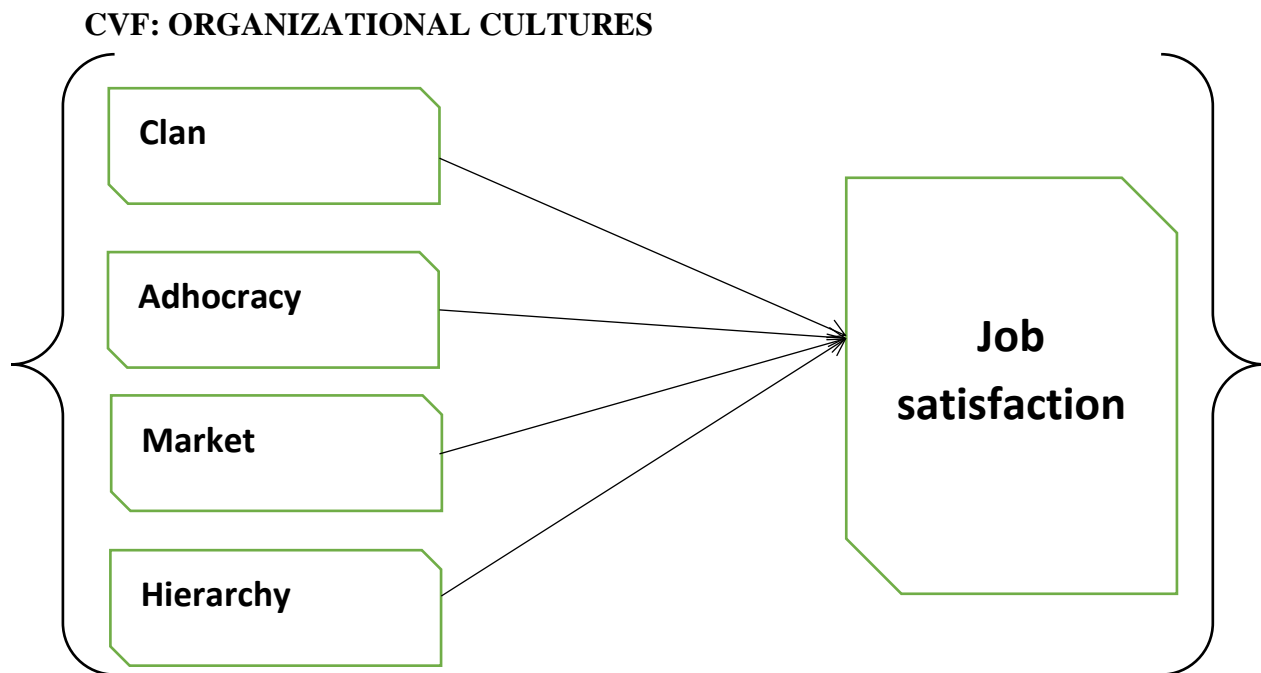 CVF: ORGANIZATIONAL CULTURES
Clan
Adhocracy
Market
Hierarchy
Job
satisfaction